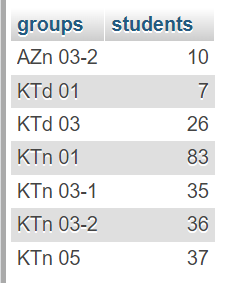 groups students
AZn 03-2 10
KTd 01 7
KTd 03 26
KTn 01 83
KTn 03-1 35
KTn 03-2 36
KTn 05 37